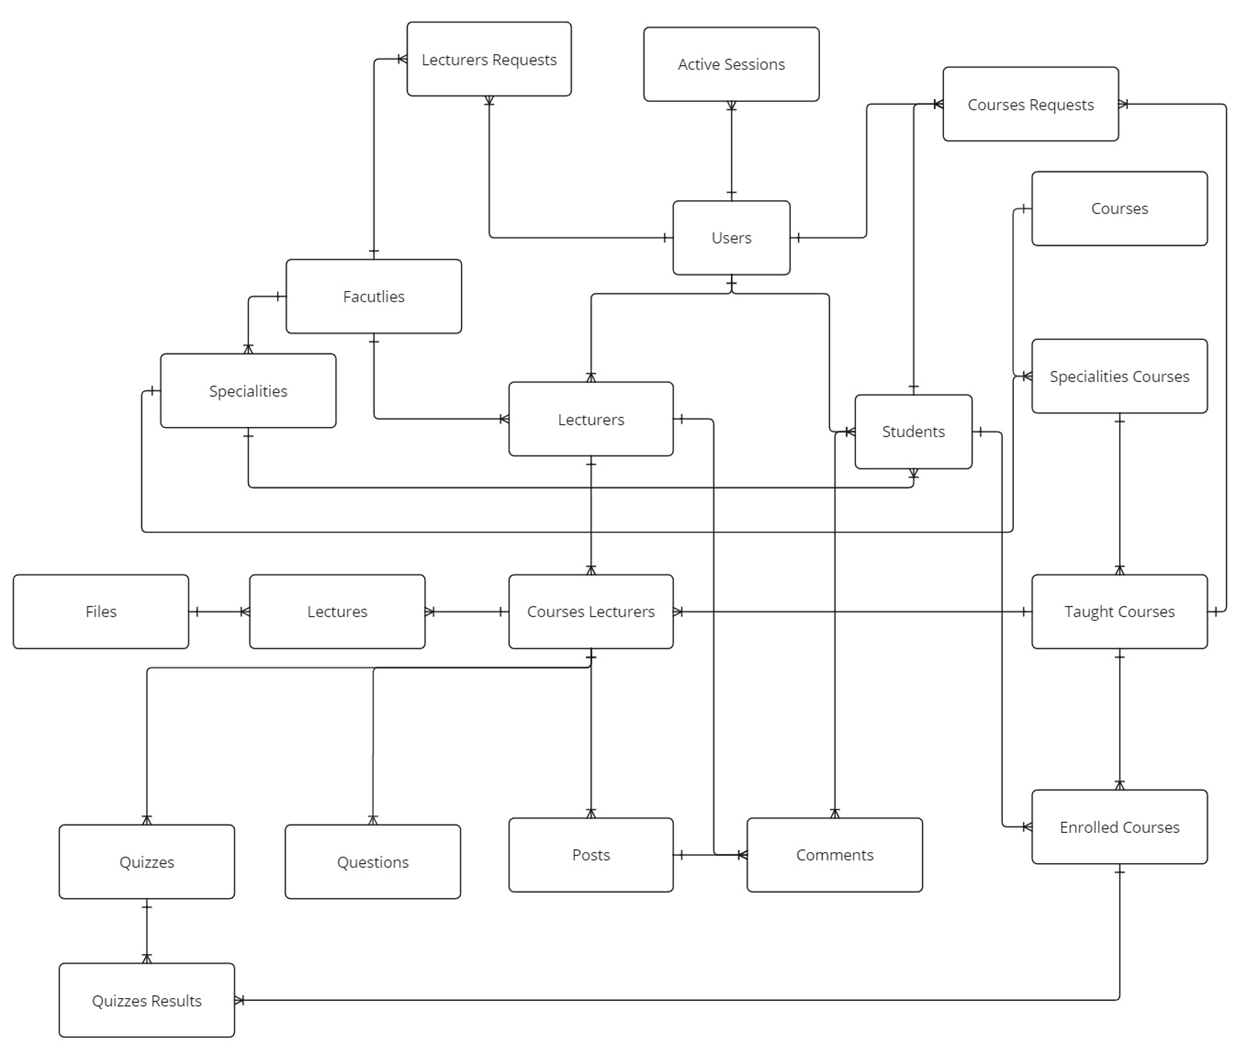 Lecturers Requests
Active Sessions
Courses Requests
Courses
Users
Facutlies
Specialities
Specialities Courses
Lecturers
Students
Files
Lectures
Courses Lecturers
Taught Courses
Enrolled Courses
Quizzes
Questions
Posts
Comments
Quizzes Results